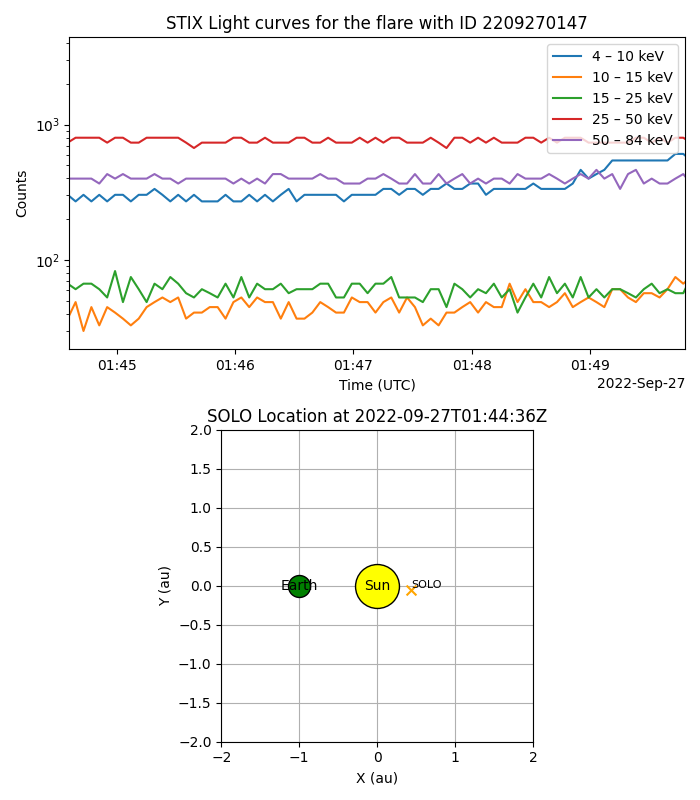 STIX Light curves for the flare with ID 2209270147
4 – 10 keV
10 – 15 keV
15 – 25 keV
25 – 50 keV
50 – 84 keV
Counts
10³
10²
01:45 01:46 01:47 01:48 01:49
Time (UTC)
2022-Sep-27
SOLO Location at 2022-09-27T01:44:36Z
2.0
1.5
1.0
0.5
0.0
−0.5
−1.0
−1.5
−2.0
Y (au)
Earth Sun SOLO
−2 −1 0 1 2
X (au)